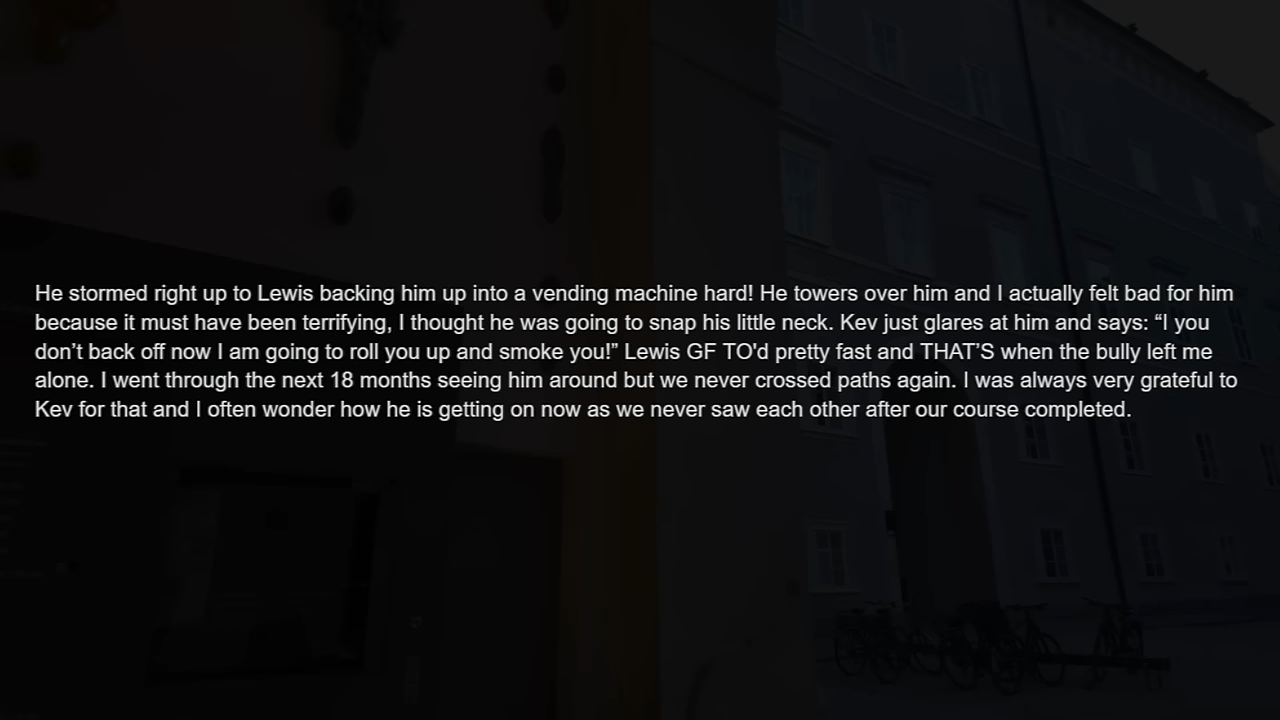 He stormed right up to Lewis backing him up into a vending machine hard! He towers over him and I actually felt bad for him
because it must have been terrifying, I thought he was going to snap his little neck. Kev just glares at him and says: “I you
don’t back off now I am going to roll you up and smoke you!” Lewis GF TO'd pretty fast and THAT’S when the bully left me
alone. I went through the next 18 months seeing him around but we never crossed paths again. I was always very grateful to
Kev for that and I often wonder how he is getting on now as we never saw each other after our course completed.